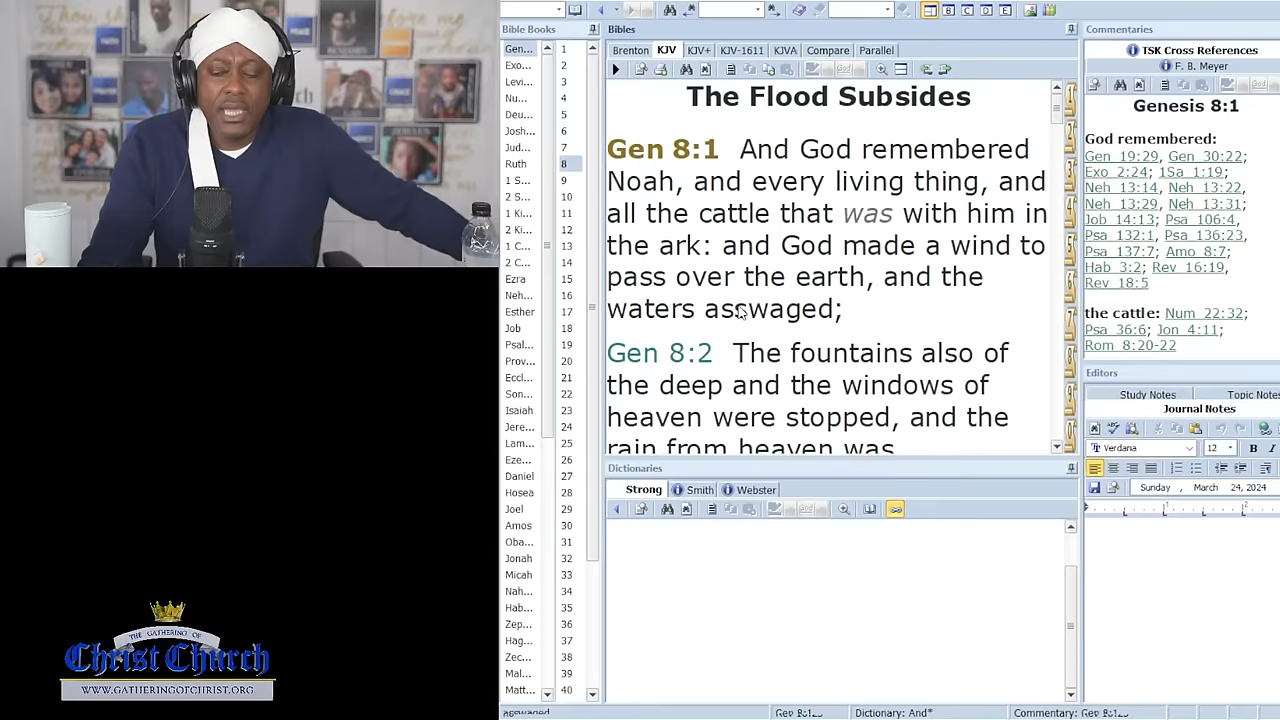 Bible Books
Gen...
Exo...
Levi...
Nu...
Deu...
Josh...
Jud...
Ruth
1 S...
2 S...
1 Ki...
2 Ki...
1 C...
2 C...
Ezra
Neh...
Esther
Job
Psal...
Prov...
Eccl...
Son...
Isaiah
Jere...
Lam...
Eze...
Daniel
Hosea
Joel
Amos
Oba...
Jonah
Micah
Nah...
Hab...
Zep...
Hag...
Zec...
Mal...
Matt...
1
2
3
4
5
6
7
8
9
10
11
12
13
14
15
16
17
18
19
20
21
22
23
24
25
26
27
28
29
30
31
32
33
34
35
36
37
38
39
40
Bibles
Brenton KJV KJV+ KJV-1611 KJVA Compare Parallel
The Flood Subsides
Gen 8:1 And God remembered
Noah, and every living thing, and
all the cattle that was with him in
the ark: and God made a wind to
pass over the earth, and the
waters asswaged;
Gen 8:2 The fountains also of
the deep and the windows of
heaven were stopped, and the
rain from heaven was
Dictionaries
Strong Smith Webster
Commentaries
TSK Cross References
F. B. Meyer
Genesis 8:1
God remembered:
Gen 19:29, Gen 30:22;
Exo 2:24; 1Sa 1:19;
Neh 13:14, Neh 13:22,
Neh 13:29, Neh 13:31;
Job 14:13; Psa 106:4,
Psa 132:1, Psa 136:23,
Psa 137:7; Amo 8:7;
Hab 3:2; Rev 16:19,
Rev 18:5
the cattle: Num 22:32;
Psa 36:6; Jon 4:11;
Rom 8:20-22
Editors
Study Notes Topic Notes
Journal Notes
Verdana 12 B I
Sunday , March 24, 2024
1 2
asswaged
Dictionary: And*
THE GATHERING OF
Christ Church
WWW.GATHERINGOFCHRIST.ORG